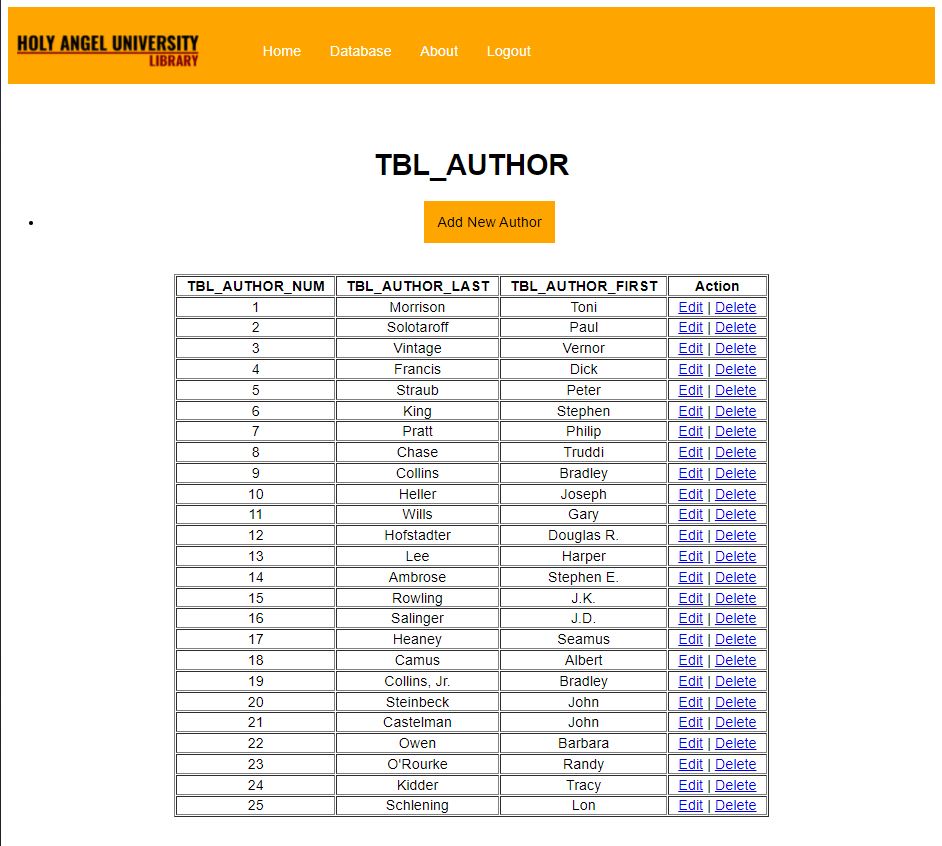 HOLY ANGEL UNIVERSITY
LIBRARY
Home Database About Logout
TBL_AUTHOR
Add New Author
TBL_AUTHOR_NUM TBL_AUTHOR_LAST TBL_AUTHOR_FIRST Action
1 Morrison Toni Edit | Delete
2 Solotaroff Paul Edit | Delete
3 Vintage Vernor Edit | Delete
4 Francis Dick Edit | Delete
5 Straub Peter Edit | Delete
6 King Stephen Edit | Delete
7 Pratt Philip Edit | Delete
8 Chase Truddi Edit | Delete
9 Collins Bradley Edit | Delete
10 Heller Joseph Edit | Delete
11 Wills Gary Edit | Delete
12 Hofstadter Douglas R. Edit | Delete
13 Lee Harper Edit | Delete
14 Ambrose Stephen E. Edit | Delete
15 Rowling J.K. Edit | Delete
16 Salinger J.D. Edit | Delete
17 Heaney Seamus Edit | Delete
18 Camus Albert Edit | Delete
19 Collins, Jr. Bradley Edit | Delete
20 Steinbeck John Edit | Delete
21 Castelman John Edit | Delete
22 Owen Barbara Edit | Delete
23 O'Rourke Randy Edit | Delete
24 Kidder Tracy Edit | Delete
25 Schlening Lon Edit | Delete